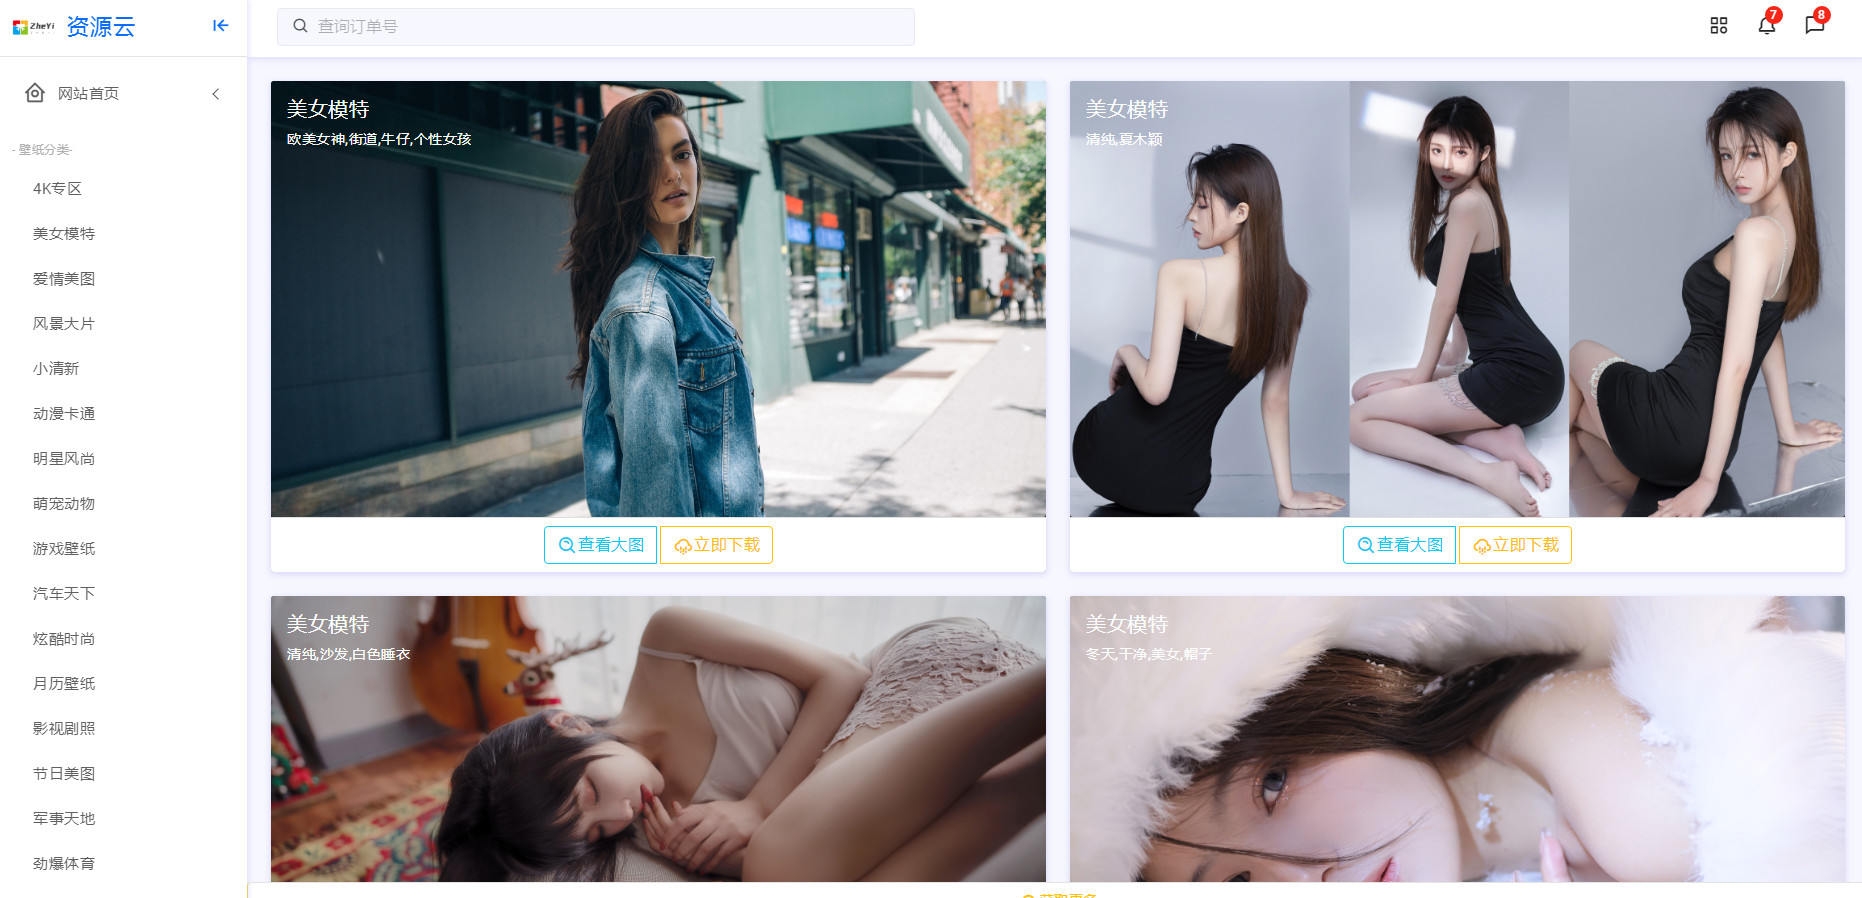 ZheYi
资源云
查询订单号
7
8
网站首页
- 壁纸分类-
4K专区
美女模特
爱情美图
风景大片
小清新
动漫卡通
明星风尚
萌宠动物
游戏壁纸
汽车天下
炫酷时尚
月历壁纸
影视剧照
节日美图
军事天地
劲爆体育
美女模特
欧美女神,街道,牛仔,个性女孩
查看大图
立即下载
美女模特
清纯,夏木颖
查看大图
立即下载
美女模特
清纯,沙发,白色睡衣
美女模特
冬天,干净,美女,帽子